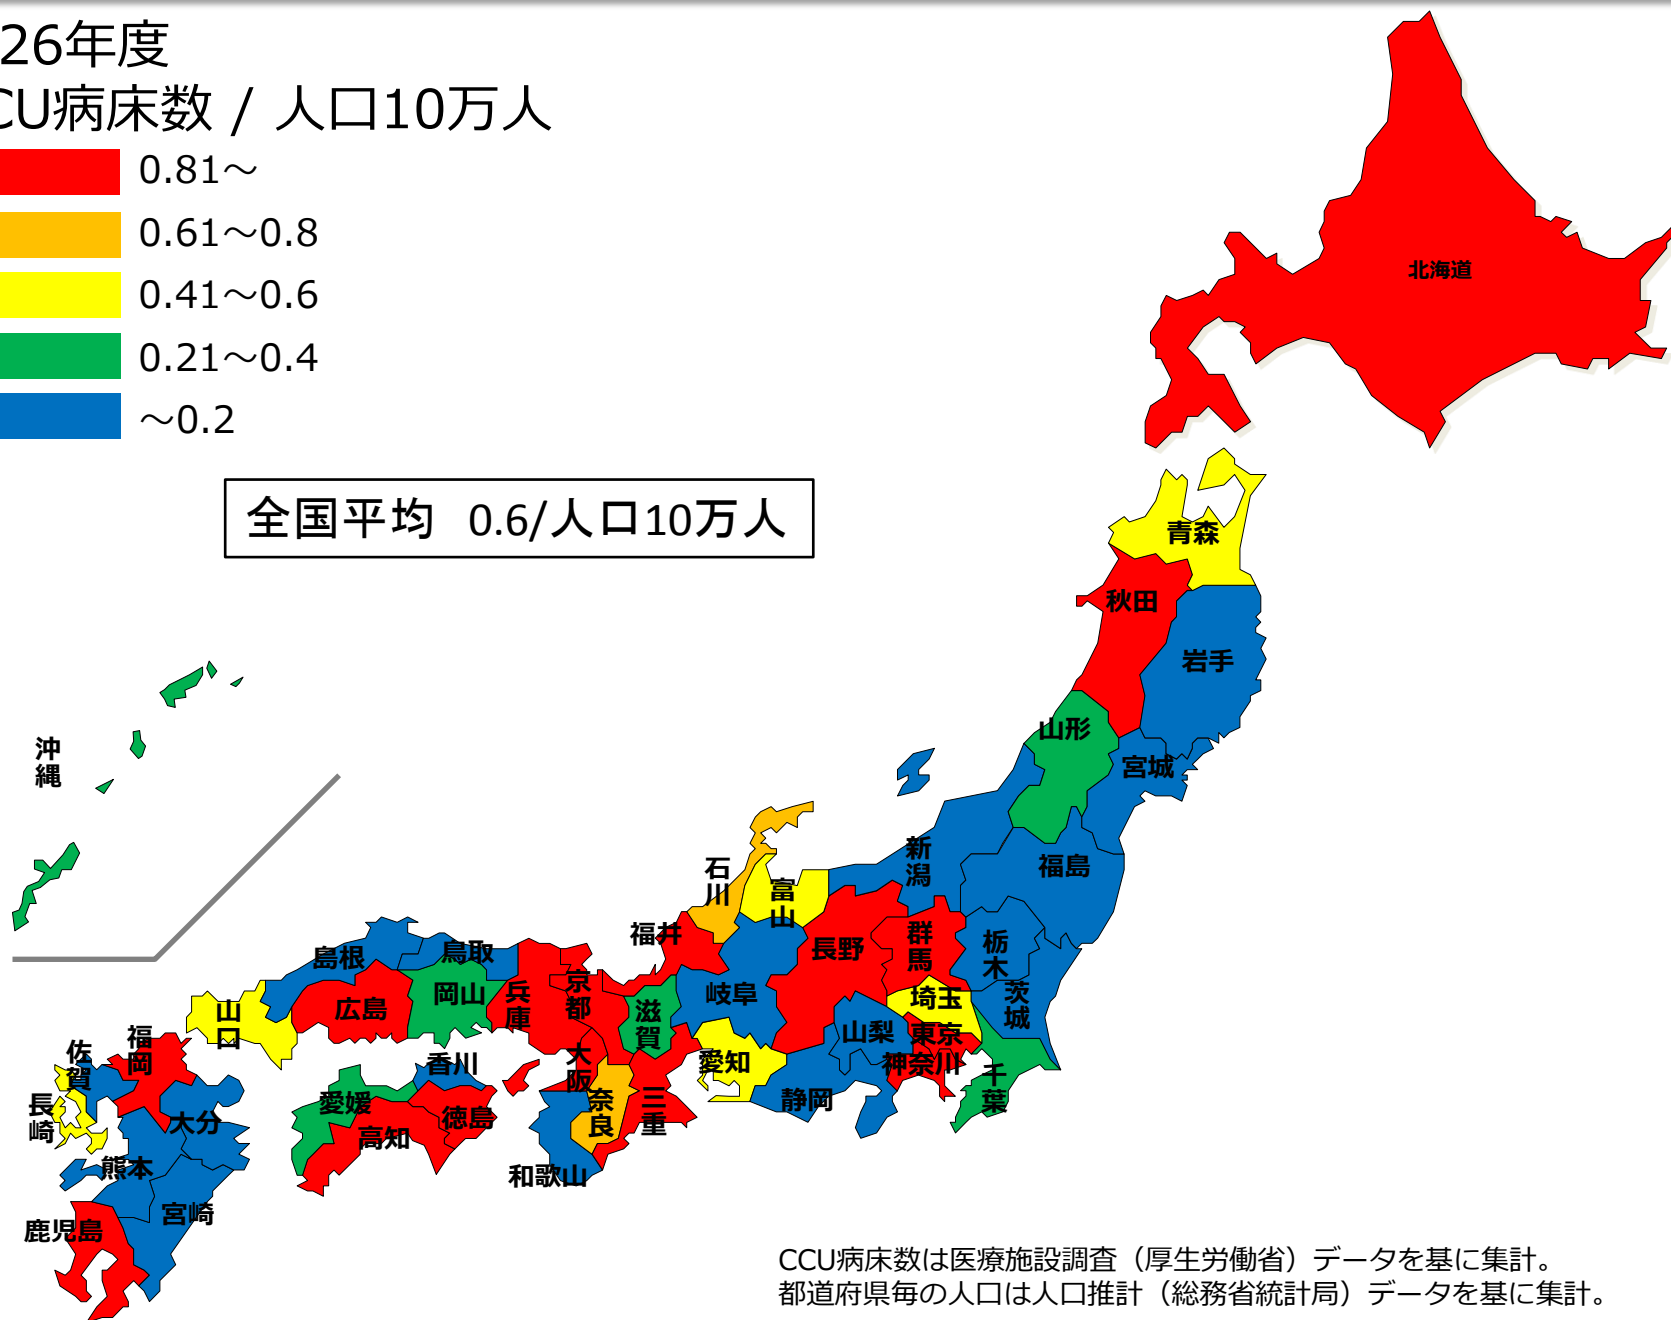 26年度
CU病床数 / 人口10万人
0.81～
0.61～0.8
0.41～0.6
0.21～0.4
～0.2
全国平均 0.6/人口10万人
北海道
青森
秋田
岩手
山形
宮城
新潟
福島
石川
富山
福井
長野
群馬
栃木
茨城
埼玉
東京
神奈川
千葉
山梨
静岡
岐阜
愛知
滋賀
三重
京都
大阪
奈良
和歌山
兵庫
鳥取
島根
岡山
広島
山口
香川
徳島
愛媛
高知
福岡
佐賀
長崎
大分
熊本
宮崎
鹿児島
沖縄
CCU病床数は医療施設調査（厚生労働省）データを基に集計。
都道府県毎の人口は人口推計（総務省統計局）データを基に集計。